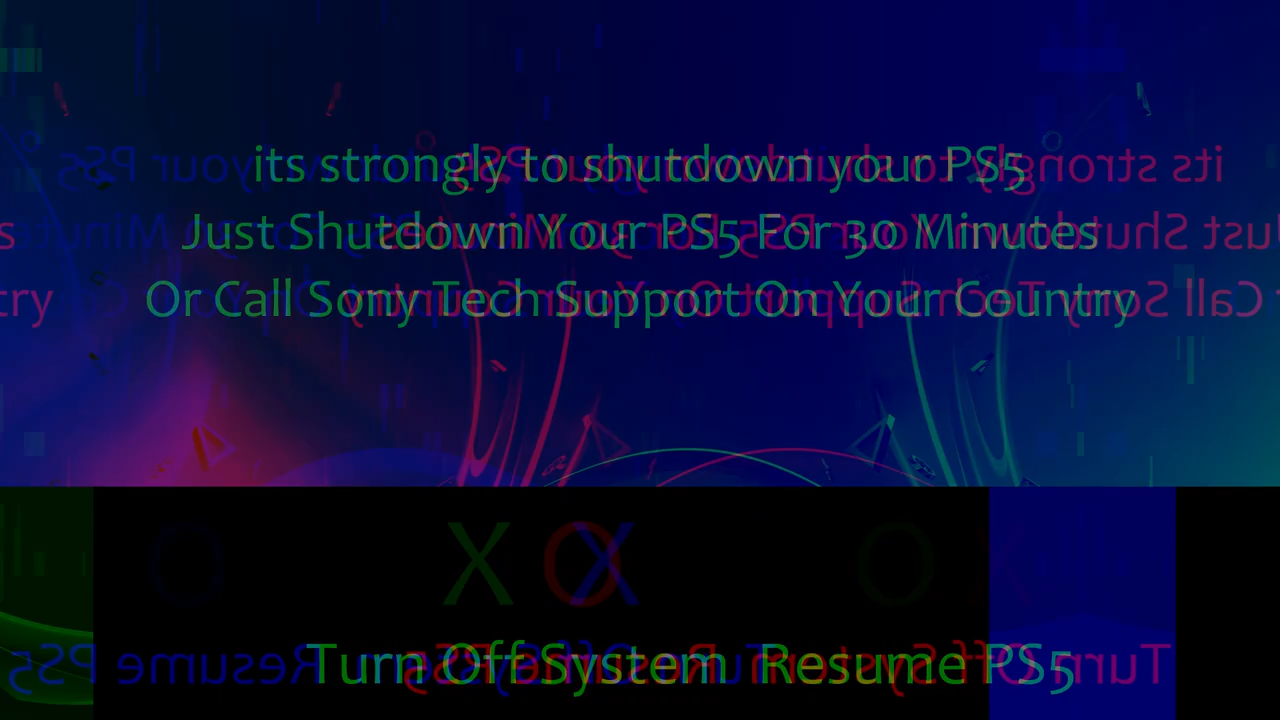 its strongly to shutdown your PS5
Just Shutdown Your PS5 For 30 Minutes
Or Call Sony Tech Support On Your Country
X O X O
Turn Off System Resume PS5